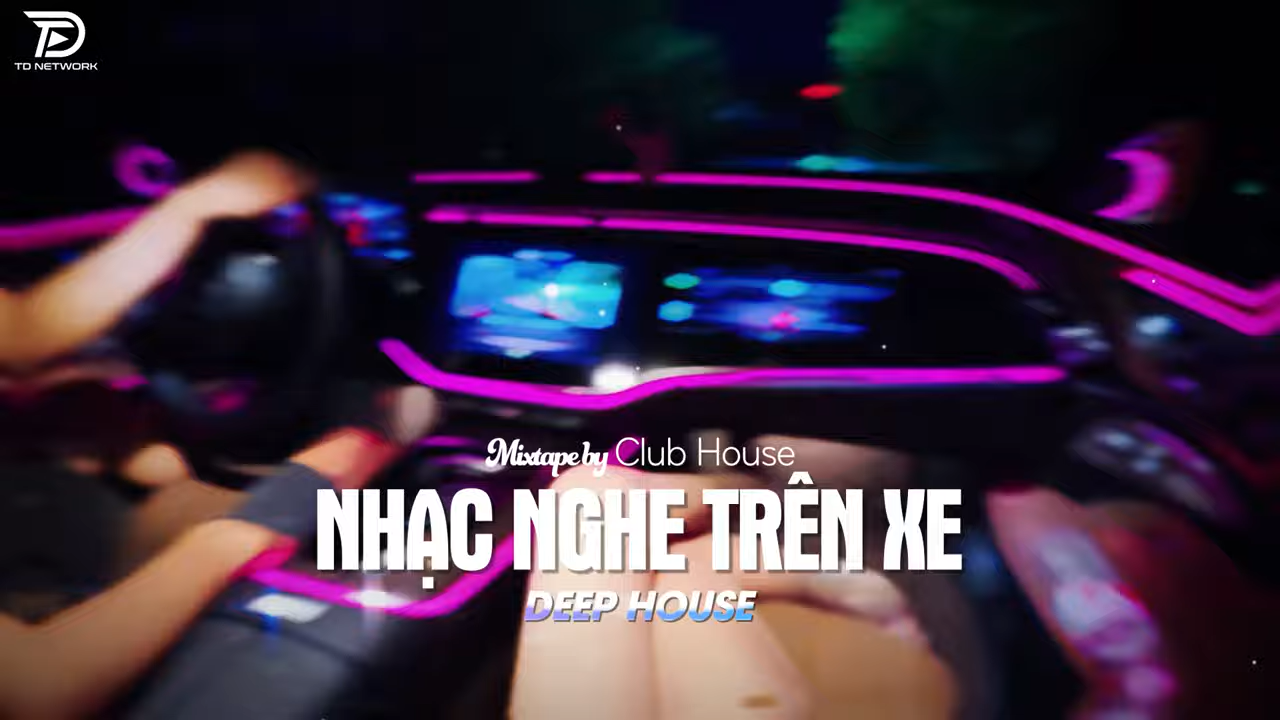 TD NETWORK
Mixtape by Club House
NHẠC NGHE TRÊN XE
DEEP HOUSE